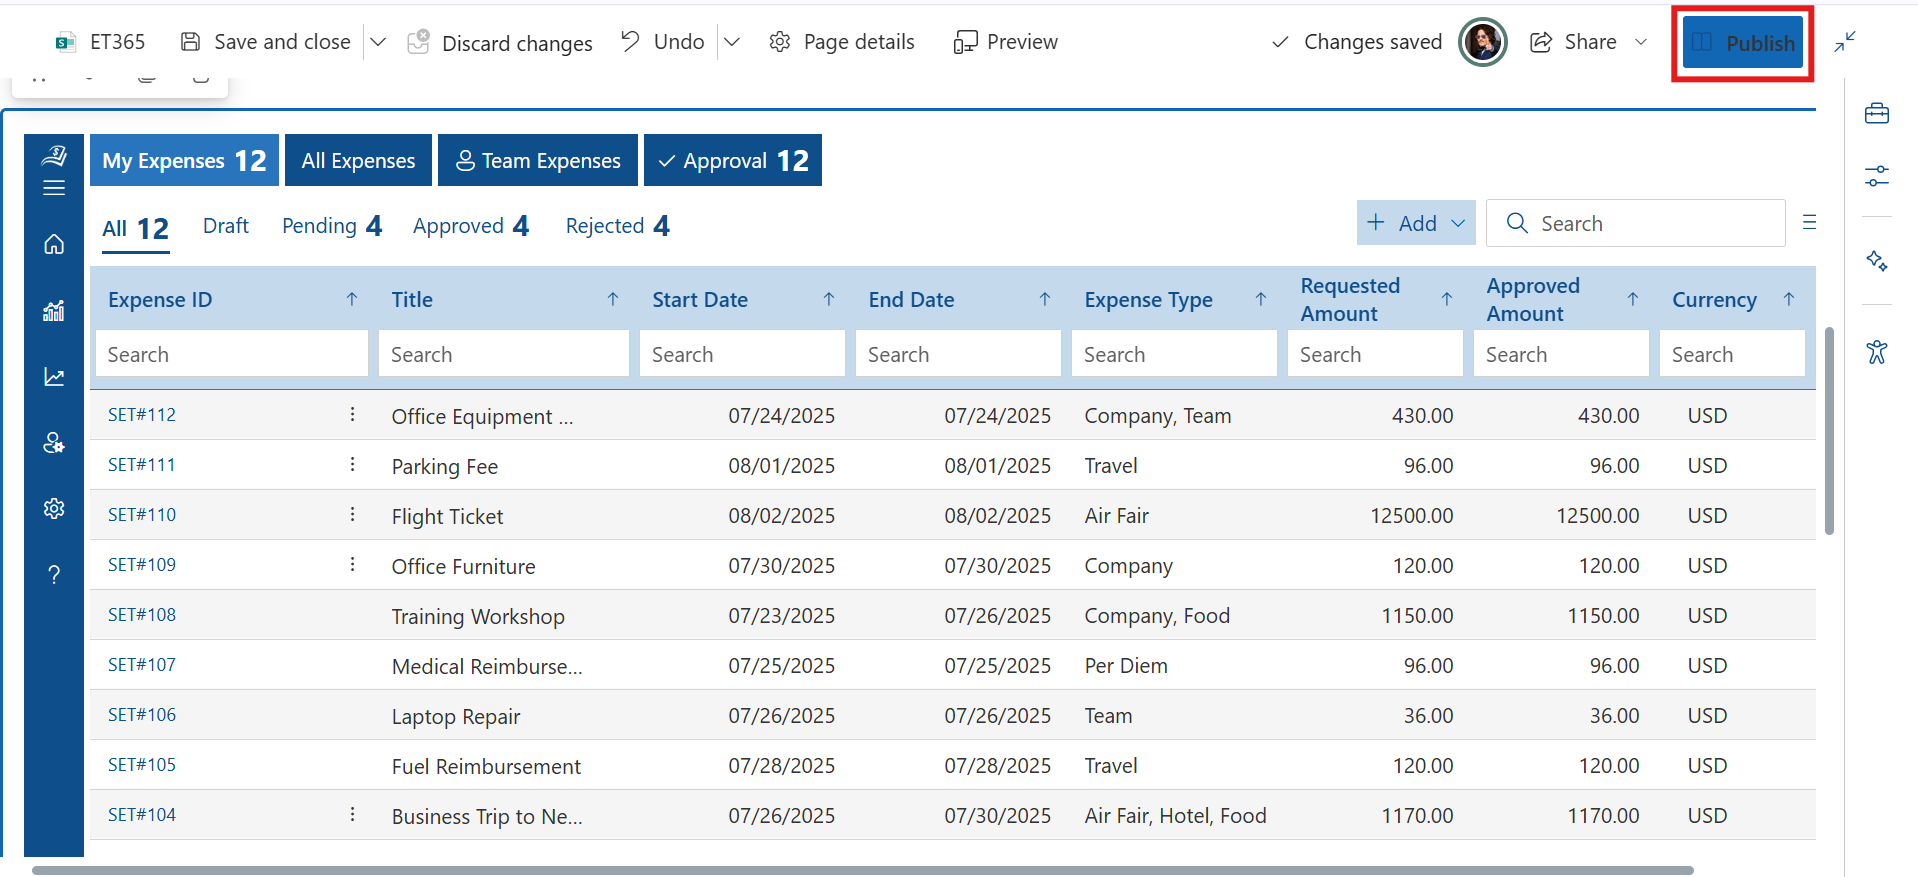 ET365 Save and close Discard changes Undo Page details Preview Changes saved Share Publish
My Expenses 12 All Expenses Team Expenses Approval 12
All 12 Draft Pending 4 Approved 4 Rejected 4 + Add Search
Expense ID Title Start Date End Date Expense Type Requested Amount Approved Amount Currency
Search Search Search Search Search Search Search Search
SET#112 Office Equipment ... 07/24/2025 07/24/2025 Company, Team 430.00 430.00 USD
SET#111 Parking Fee 08/01/2025 08/01/2025 Travel 96.00 96.00 USD
SET#110 Flight Ticket 08/02/2025 08/02/2025 Air Fair 12500.00 12500.00 USD
SET#109 Office Furniture 07/30/2025 07/30/2025 Company 120.00 120.00 USD
SET#108 Training Workshop 07/23/2025 07/26/2025 Company, Food 1150.00 1150.00 USD
SET#107 Medical Reimburse... 07/25/2025 07/25/2025 Per Diem 96.00 96.00 USD
SET#106 Laptop Repair 07/26/2025 07/26/2025 Team 36.00 36.00 USD
SET#105 Fuel Reimbursement 07/28/2025 07/28/2025 Travel 120.00 120.00 USD
SET#104 Business Trip to Ne... 07/26/2025 07/30/2025 Air Fair, Hotel, Food 1170.00 1170.00 USD